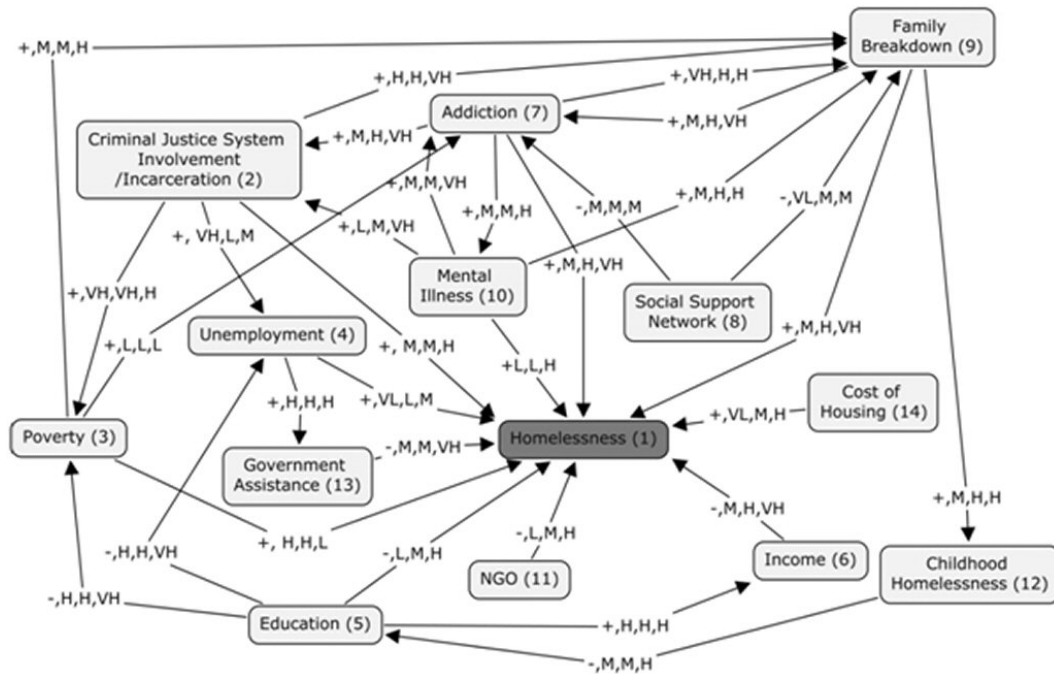 Family
Breakdown (9)
+,M,M,H
+,H,H,VH
+,VH,H,H
Addiction (7)
+,M,H,VH
Criminal Justice System
Involvement
/Incarceration (2)
+,M,H,VH
+,M,M,VH
+,M,M,H
-,M,M,M
+,M,H,H
-,VL,M,M
+,L,M,VH
+, VH,L,M
Mental
Illness (10)
+,M,H,VH
Social Support
Network (8)
+,VH,VH,H
Unemployment (4)
+,L,L,L
+, M,M,H
+L,L,H
+,M,H,VH
Cost of
Housing (14)
+,H,H,H
+,VL,L,M
+,VL,M,H
Poverty (3)
Homelessness (1)
Government
Assistance (13)
-,M,M,VH
+,M,H,H
-,M,H,VH
+, H,H,L
-,L,M,H
-,L,M,H
-,H,H,VH
NGO (11)
Income (6)
Childhood
Homelessness (12)
-,H,H,VH
Education (5)
+,H,H,H
-,M,M,H